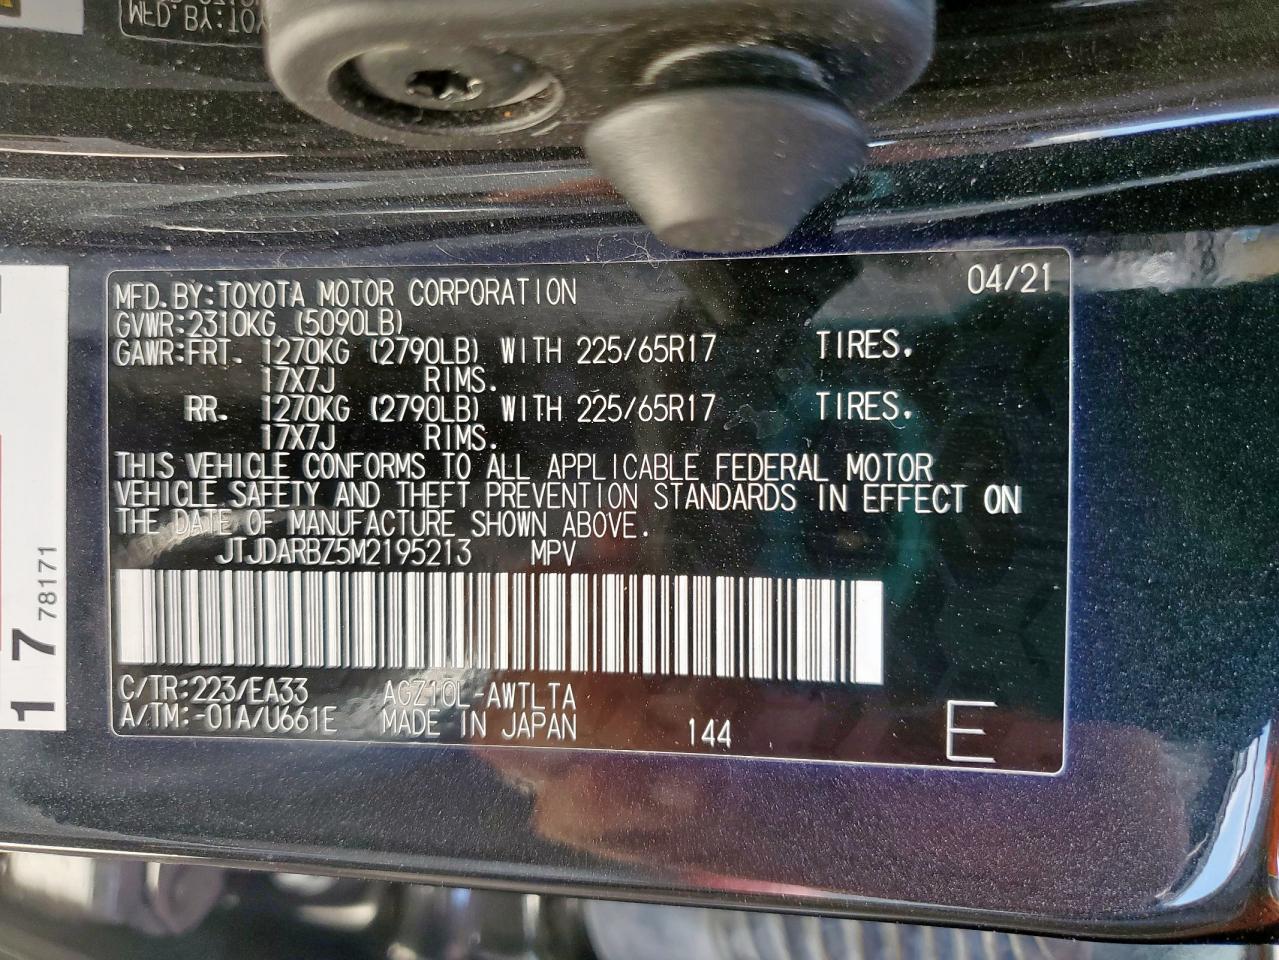 MFD. BY:TOYOTA MOTOR CORPORATION 04/21
GVWR:2310KG (5090LB)
GAWR:FRT. 1270KG (2790LB) WITH 225/65R17 TIRES.
17X7J RIMS.
RR. 1270KG (2790LB) WITH 225/65R17 TIRES.
17X7J RIMS.
THIS VEHICLE CONFORMS TO ALL APPLICABLE FEDERAL MOTOR
VEHICLE SAFETY AND THEFT PREVENTION STANDARDS IN EFFECT ON
THE DATE OF MANUFACTURE SHOWN ABOVE.
JTJDARBZ5M2195213 MPV
C/TR:223/EA33 AGZ10L-AWTLTA
A/TM:-01A/U661E MADE IN JAPAN 144 E
17 78171